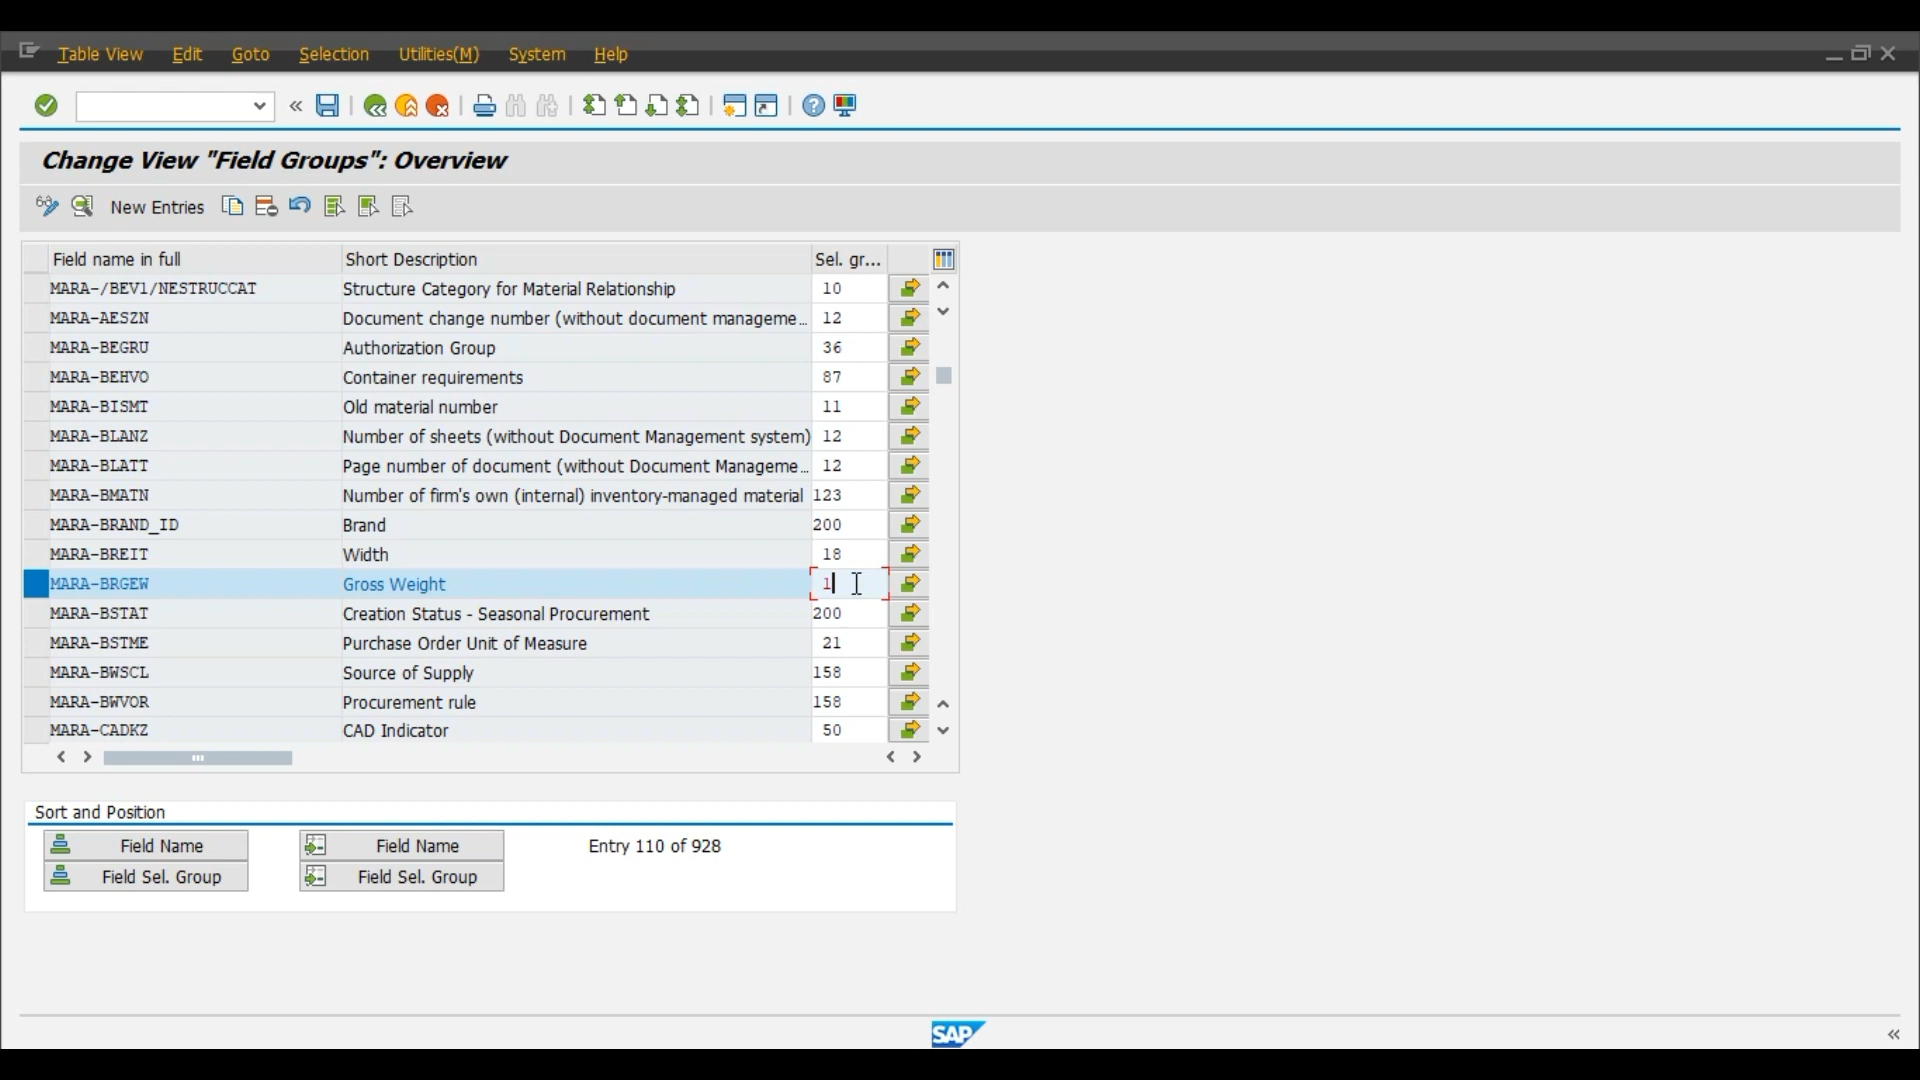 Table View Edit Goto Selection Utilities(M) System Help
Change View "Field Groups": Overview
New Entries
Field name in full Short Description Sel. gr...
MARA-/BEV1/NESTRUCCAT Structure Category for Material Relationship 10
MARA-AESZN Document change number (without document manageme... 12
MARA-BEGRU Authorization Group 36
MARA-BEHVO Container requirements 87
MARA-BISMT Old material number 11
MARA-BLANZ Number of sheets (without Document Management system) 12
MARA-BLATT Page number of document (without Document Manageme... 12
MARA-BMATN Number of firm's own (internal) inventory-managed material 123
MARA-BRAND_ID Brand 200
MARA-BREIT Width 18
MARA-BRGEW Gross Weight 1
MARA-BSTAT Creation Status - Seasonal Procurement 200
MARA-BSTME Purchase Order Unit of Measure 21
MARA-BWSCL Source of Supply 158
MARA-BWVOR Procurement rule 158
MARA-CADKZ CAD Indicator 50
Sort and Position
Field Name Field Name Entry 110 of 928
Field Sel. Group Field Sel. Group
SAP